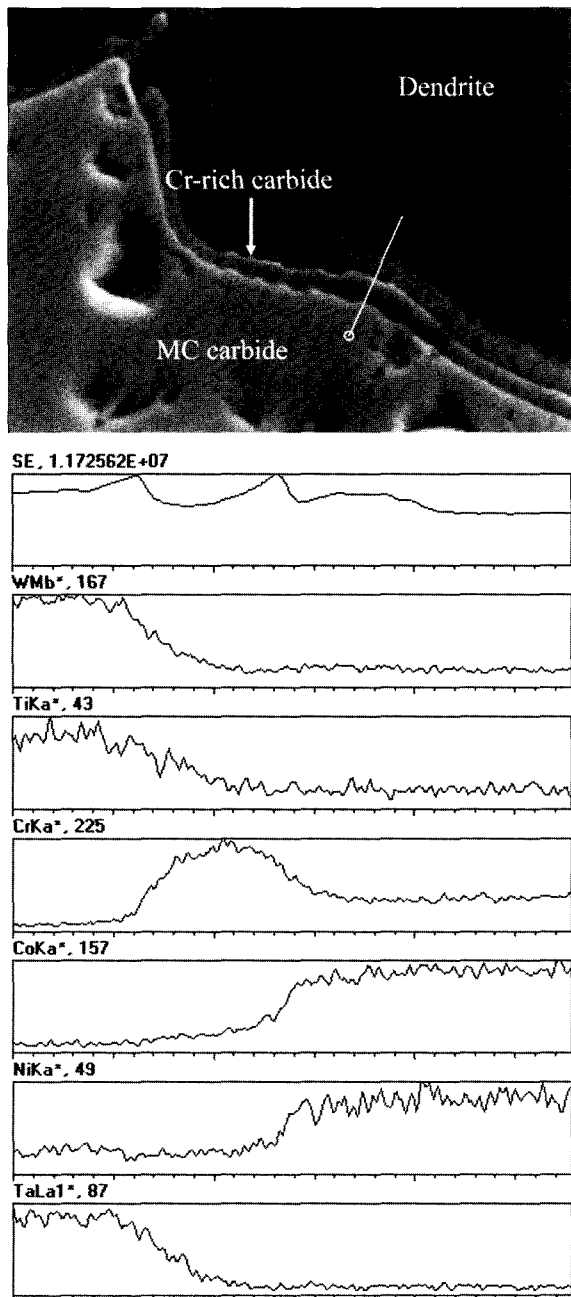 Dendrite
Cr-rich carbide
MC carbide
SE, 1.172562E+07
WMb*, 167
TiKa*, 43
CrKa*, 225
CoKa*, 157
NiKa*, 49
TaLa1*, 87